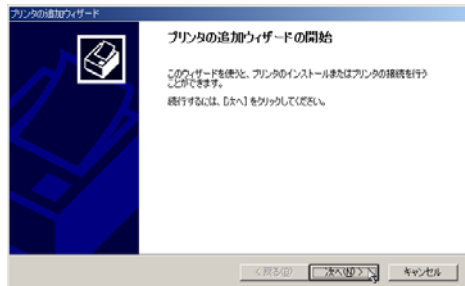 プリンタの追加ウィザード
プリンタの追加ウィザードの開始
このウィザードを使うと、プリンタのインストールまたはプリンタの接続を行う
ことができます。
続行するには、[次へ] をクリックしてください。
< 戻る(B)
次へ(N) >
キャンセル